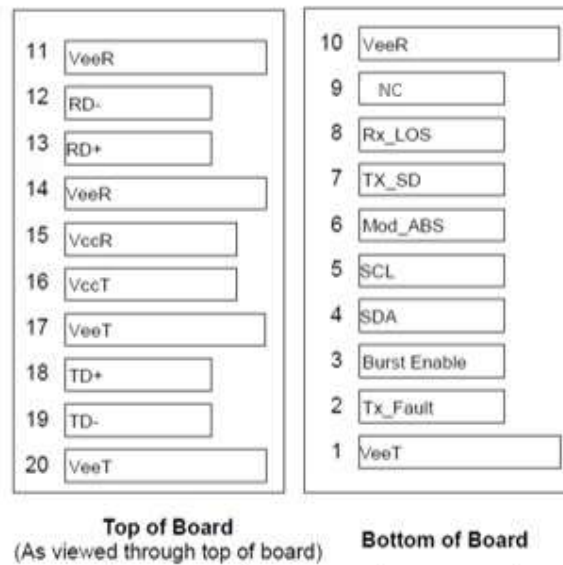 11 VeeR
12 RD-
13 RD+
14 VeeR
15 VccR
16 VccT
17 VeeT
18 TD+
19 TD-
20 VeeT
Top of Board
(As viewed through top of board)
10 VeeR
9 NC
8 Rx_LOS
7 TX_SD
6 Mod_ABS
5 SCL
4 SDA
3 Burst Enable
2 Tx_Fault
1 VeeT
Bottom of Board